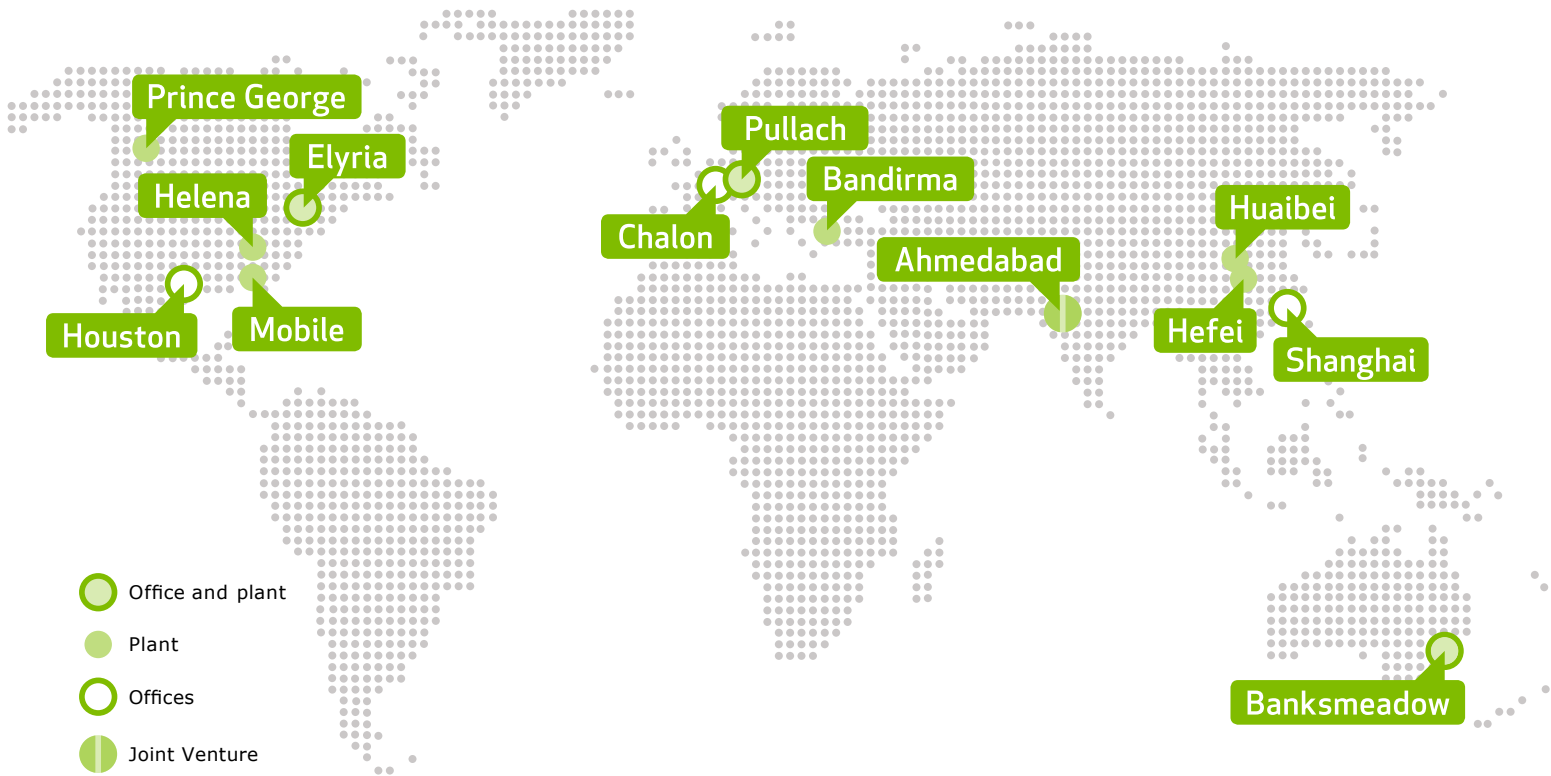 Prince George
Elyria
Helena
Houston
Mobile
Pullach
Bandirma
Chalon
Ahmedabad
Huaibei
Hefei
Shanghai
Banksmeadow
Office and plant
Plant
Offices
Joint Venture